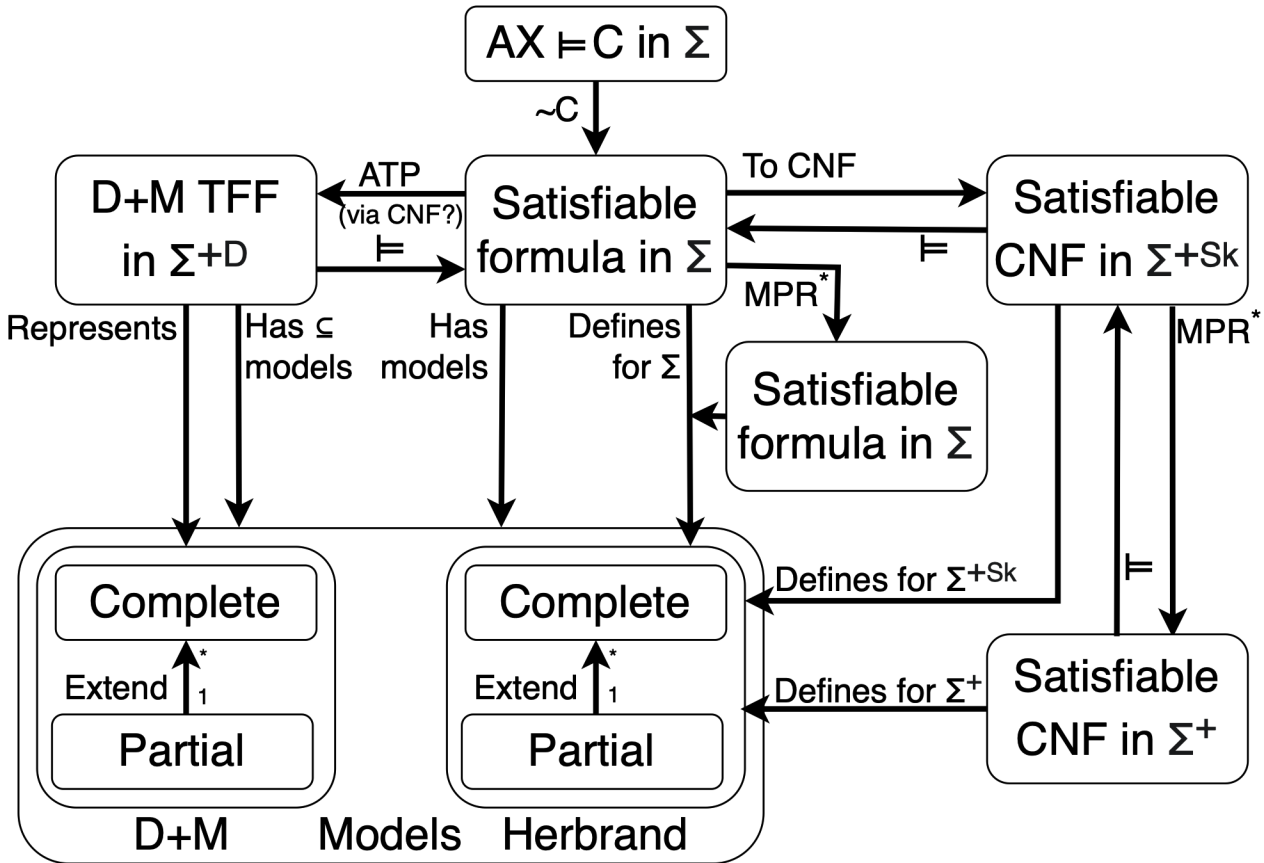 AX ⊨ C in Σ
~C
ATP
(via CNF?)
⊨
D+M TFF
in Σ+D
Satisfiable
formula in Σ
To CNF
⊨
Satisfiable
CNF in Σ+Sk
Represents
Has ⊆
models
Has
models
Defines
for Σ
MPR*
MPR*
Satisfiable
formula in Σ
Complete
Extend
*
1
Partial
D+M
Complete
Extend
*
1
Partial
Herbrand
Models
Defines for Σ+Sk
Defines for Σ+
⊨
Satisfiable
CNF in Σ+